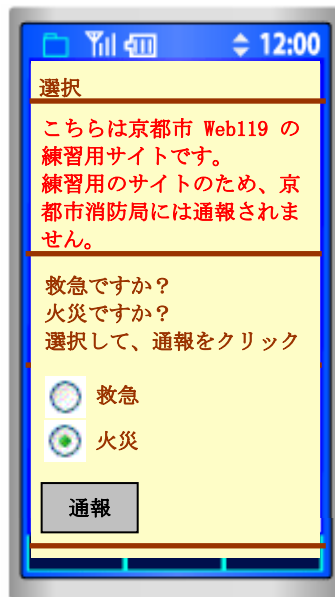 12:00
選択
こちらは京都市 Web119 の
練習用サイトです。
練習用のサイトのため、京
都市消防局には通報されま
せん。
救急ですか？
火災ですか？
選択して、通報をクリック
救急
火災
通報